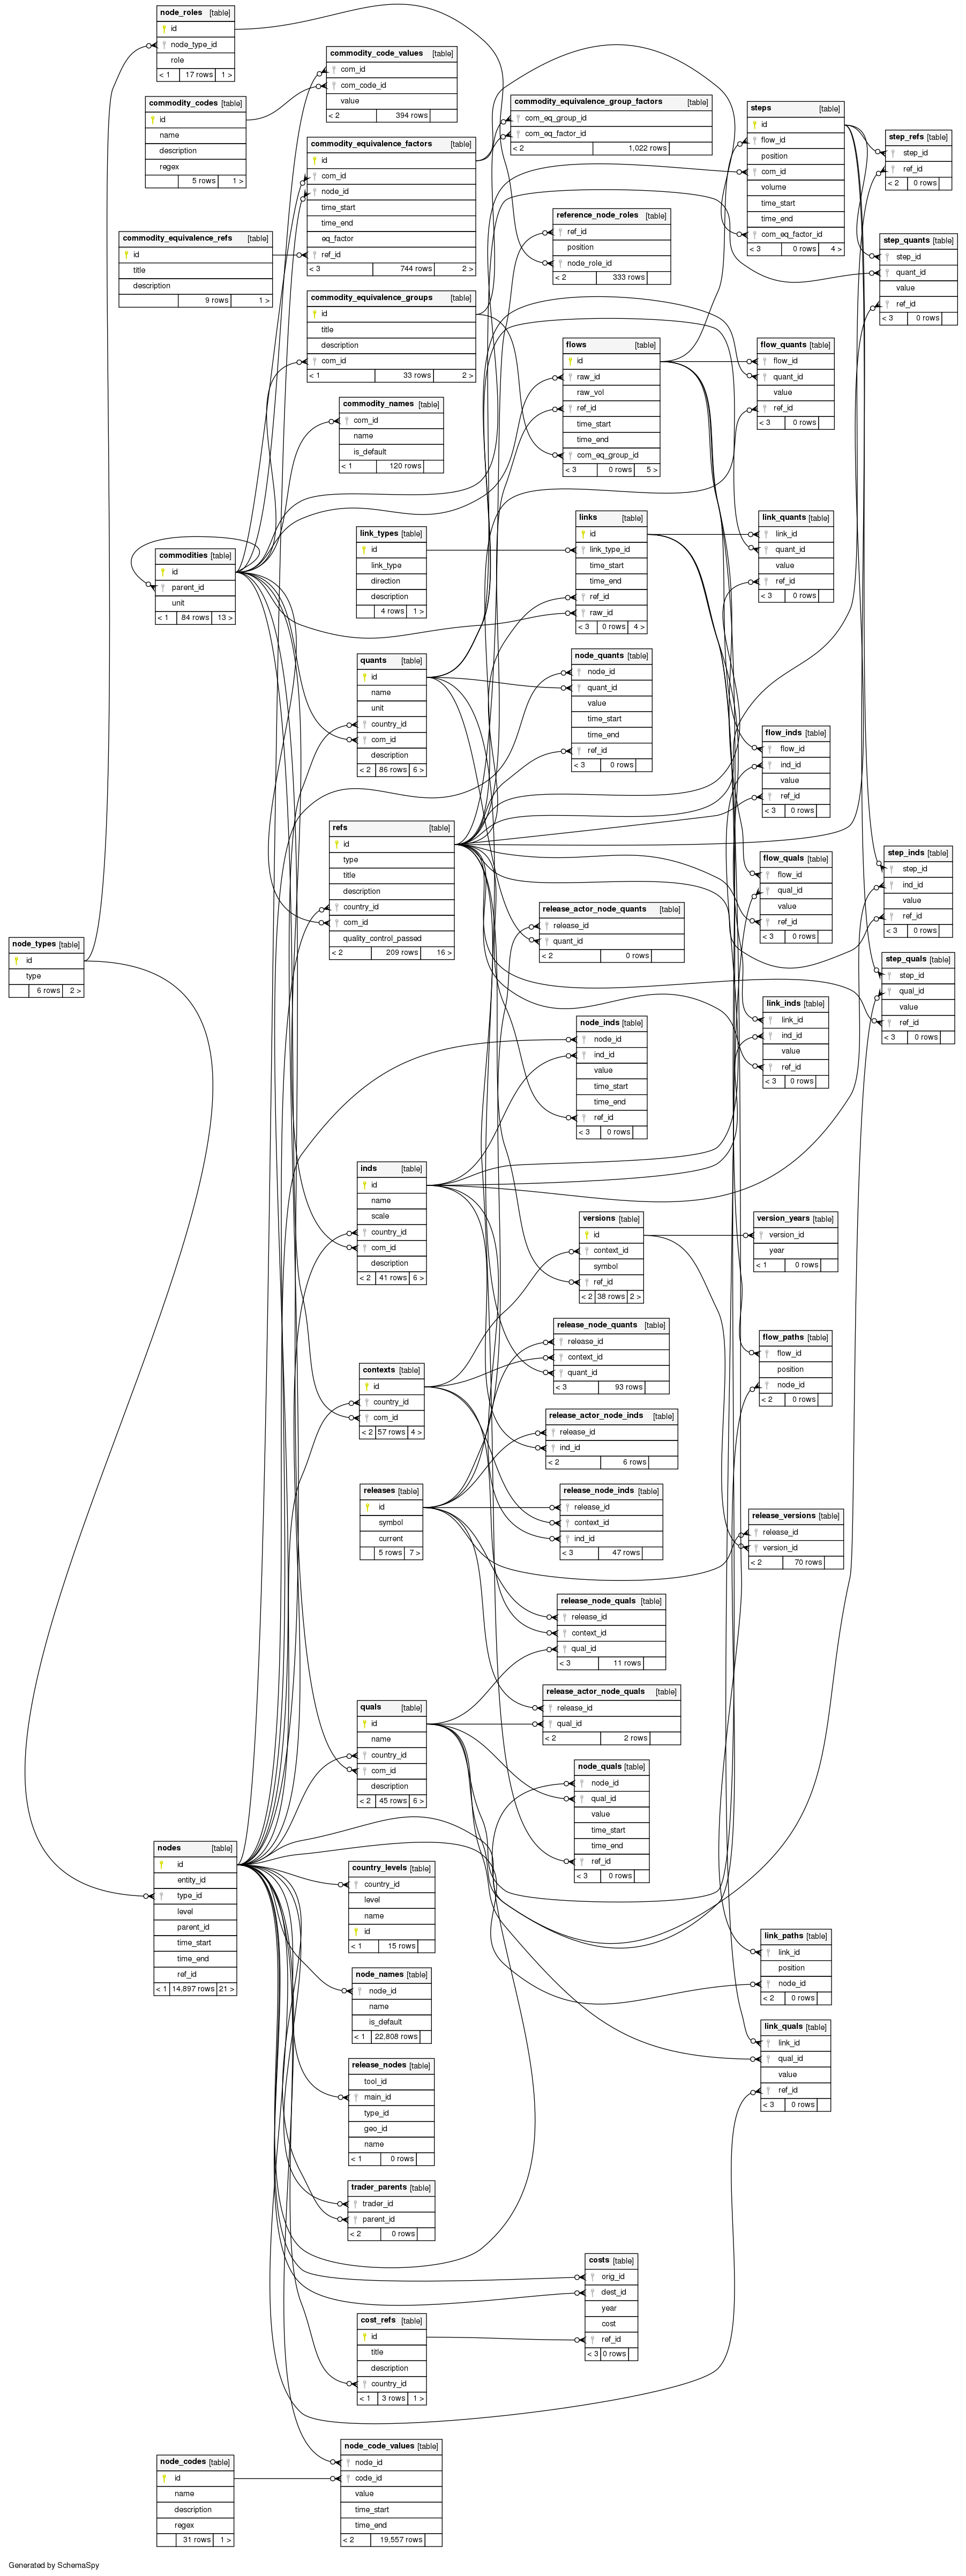 node_roles [table]
id
node_type_id
role
< 1 17 rows 1 >
commodity_code_values [table]
com_id
com_code_id
value
< 2 394 rows
commodity_codes [table]
id
name
description
regex
5 rows 1 >
commodity_equivalence_group_factors [table]
com_eq_group_id
com_eq_factor_id
< 2 1,022 rows
steps [table]
id
flow_id
position
com_id
volume
time_start
time_end
com_eq_factor_id
< 3 0 rows 4 >
step_refs [table]
step_id
ref_id
< 2 0 rows
commodity_equivalence_factors [table]
id
com_id
node_id
time_start
time_end
eq_factor
ref_id
< 3 744 rows 2 >
reference_node_roles [table]
ref_id
position
node_role_id
< 2 333 rows
commodity_equivalence_refs [table]
id
title
description
9 rows 1 >
step_quants [table]
step_id
quant_id
value
ref_id
< 3 0 rows
commodity_equivalence_groups [table]
id
title
description
com_id
< 1 33 rows 2 >
flows [table]
id
raw_id
raw_vol
ref_id
time_start
time_end
com_eq_group_id
< 3 0 rows 5 >
flow_quants [table]
flow_id
quant_id
value
ref_id
< 3 0 rows
commodity_names [table]
com_id
name
is_default
< 1 120 rows
links [table]
id
link_type_id
time_start
time_end
ref_id
raw_id
< 3 0 rows 4 >
link_quants [table]
link_id
quant_id
value
ref_id
< 3 0 rows
link_types [table]
id
link_type
direction
description
4 rows 1 >
commodities [table]
id
parent_id
unit
< 1 84 rows 13 >
quants [table]
id
name
unit
country_id
com_id
description
< 2 86 rows 6 >
node_quants [table]
node_id
quant_id
value
time_start
time_end
ref_id
< 3 0 rows
flow_inds [table]
flow_id
ind_id
value
ref_id
< 3 0 rows
refs [table]
id
type
title
description
country_id
com_id
quality_control_passed
< 2 209 rows 16 >
flow_quals [table]
flow_id
qual_id
value
ref_id
< 3 0 rows
step_inds [table]
step_id
ind_id
value
ref_id
< 3 0 rows
release_actor_node_quants [table]
release_id
quant_id
< 2 0 rows
node_types [table]
id
type
6 rows 2 >
step_quals [table]
step_id
qual_id
value
ref_id
< 3 0 rows
link_inds [table]
link_id
ind_id
value
ref_id
< 3 0 rows
node_inds [table]
node_id
ind_id
value
time_start
time_end
ref_id
< 3 0 rows
inds [table]
id
name
scale
country_id
com_id
description
< 2 41 rows 6 >
versions [table]
id
context_id
symbol
ref_id
< 2 38 rows 2 >
version_years [table]
version_id
year
< 1 0 rows
release_node_quants [table]
release_id
context_id
quant_id
< 3 93 rows
flow_paths [table]
flow_id
position
node_id
< 2 0 rows
contexts [table]
id
country_id
com_id
< 2 57 rows 4 >
release_actor_node_inds [table]
release_id
ind_id
< 2 6 rows
releases [table]
id
symbol
current
5 rows 7 >
release_node_inds [table]
release_id
context_id
ind_id
< 3 47 rows
release_versions [table]
release_id
version_id
< 2 70 rows
release_node_quals [table]
release_id
context_id
qual_id
< 3 11 rows
release_actor_node_quals [table]
release_id
qual_id
< 2 2 rows
quals [table]
id
name
country_id
com_id
description
< 2 45 rows 6 >
node_quals [table]
node_id
qual_id
value
time_start
time_end
ref_id
< 3 0 rows
nodes [table]
id
entity_id
type_id
level
parent_id
time_start
time_end
ref_id
< 1 14,897 rows 21 >
country_levels [table]
country_id
level
name
id
< 1 15 rows
link_paths [table]
link_id
position
node_id
< 2 0 rows
node_names [table]
node_id
name
is_default
< 1 22,808 rows
link_quals [table]
link_id
qual_id
value
ref_id
< 3 0 rows
release_nodes [table]
tool_id
main_id
type_id
geo_id
name
< 1 0 rows
trader_parents [table]
trader_id
parent_id
< 2 0 rows
costs [table]
orig_id
dest_id
year
cost
ref_id
< 3 0 rows
cost_refs [table]
id
title
description
country_id
< 1 3 rows 1 >
node_code_values [table]
node_id
code_id
value
time_start
time_end
< 2 19,557 rows
node_codes [table]
id
name
description
regex
31 rows 1 >
Generated by SchemaSpy